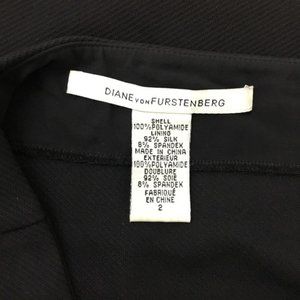 DIANE VON FURSTENBERG
SHELL
100%POLYAMIDE
LINING
92% SILK
8% SPANDEX
MADE IN CHINA
EXTERIEUR
100%POLYAMIDE
DOUBLURE
92% SOIE
8% SPANDEX
FABRIQUÉ
EN CHINE
2